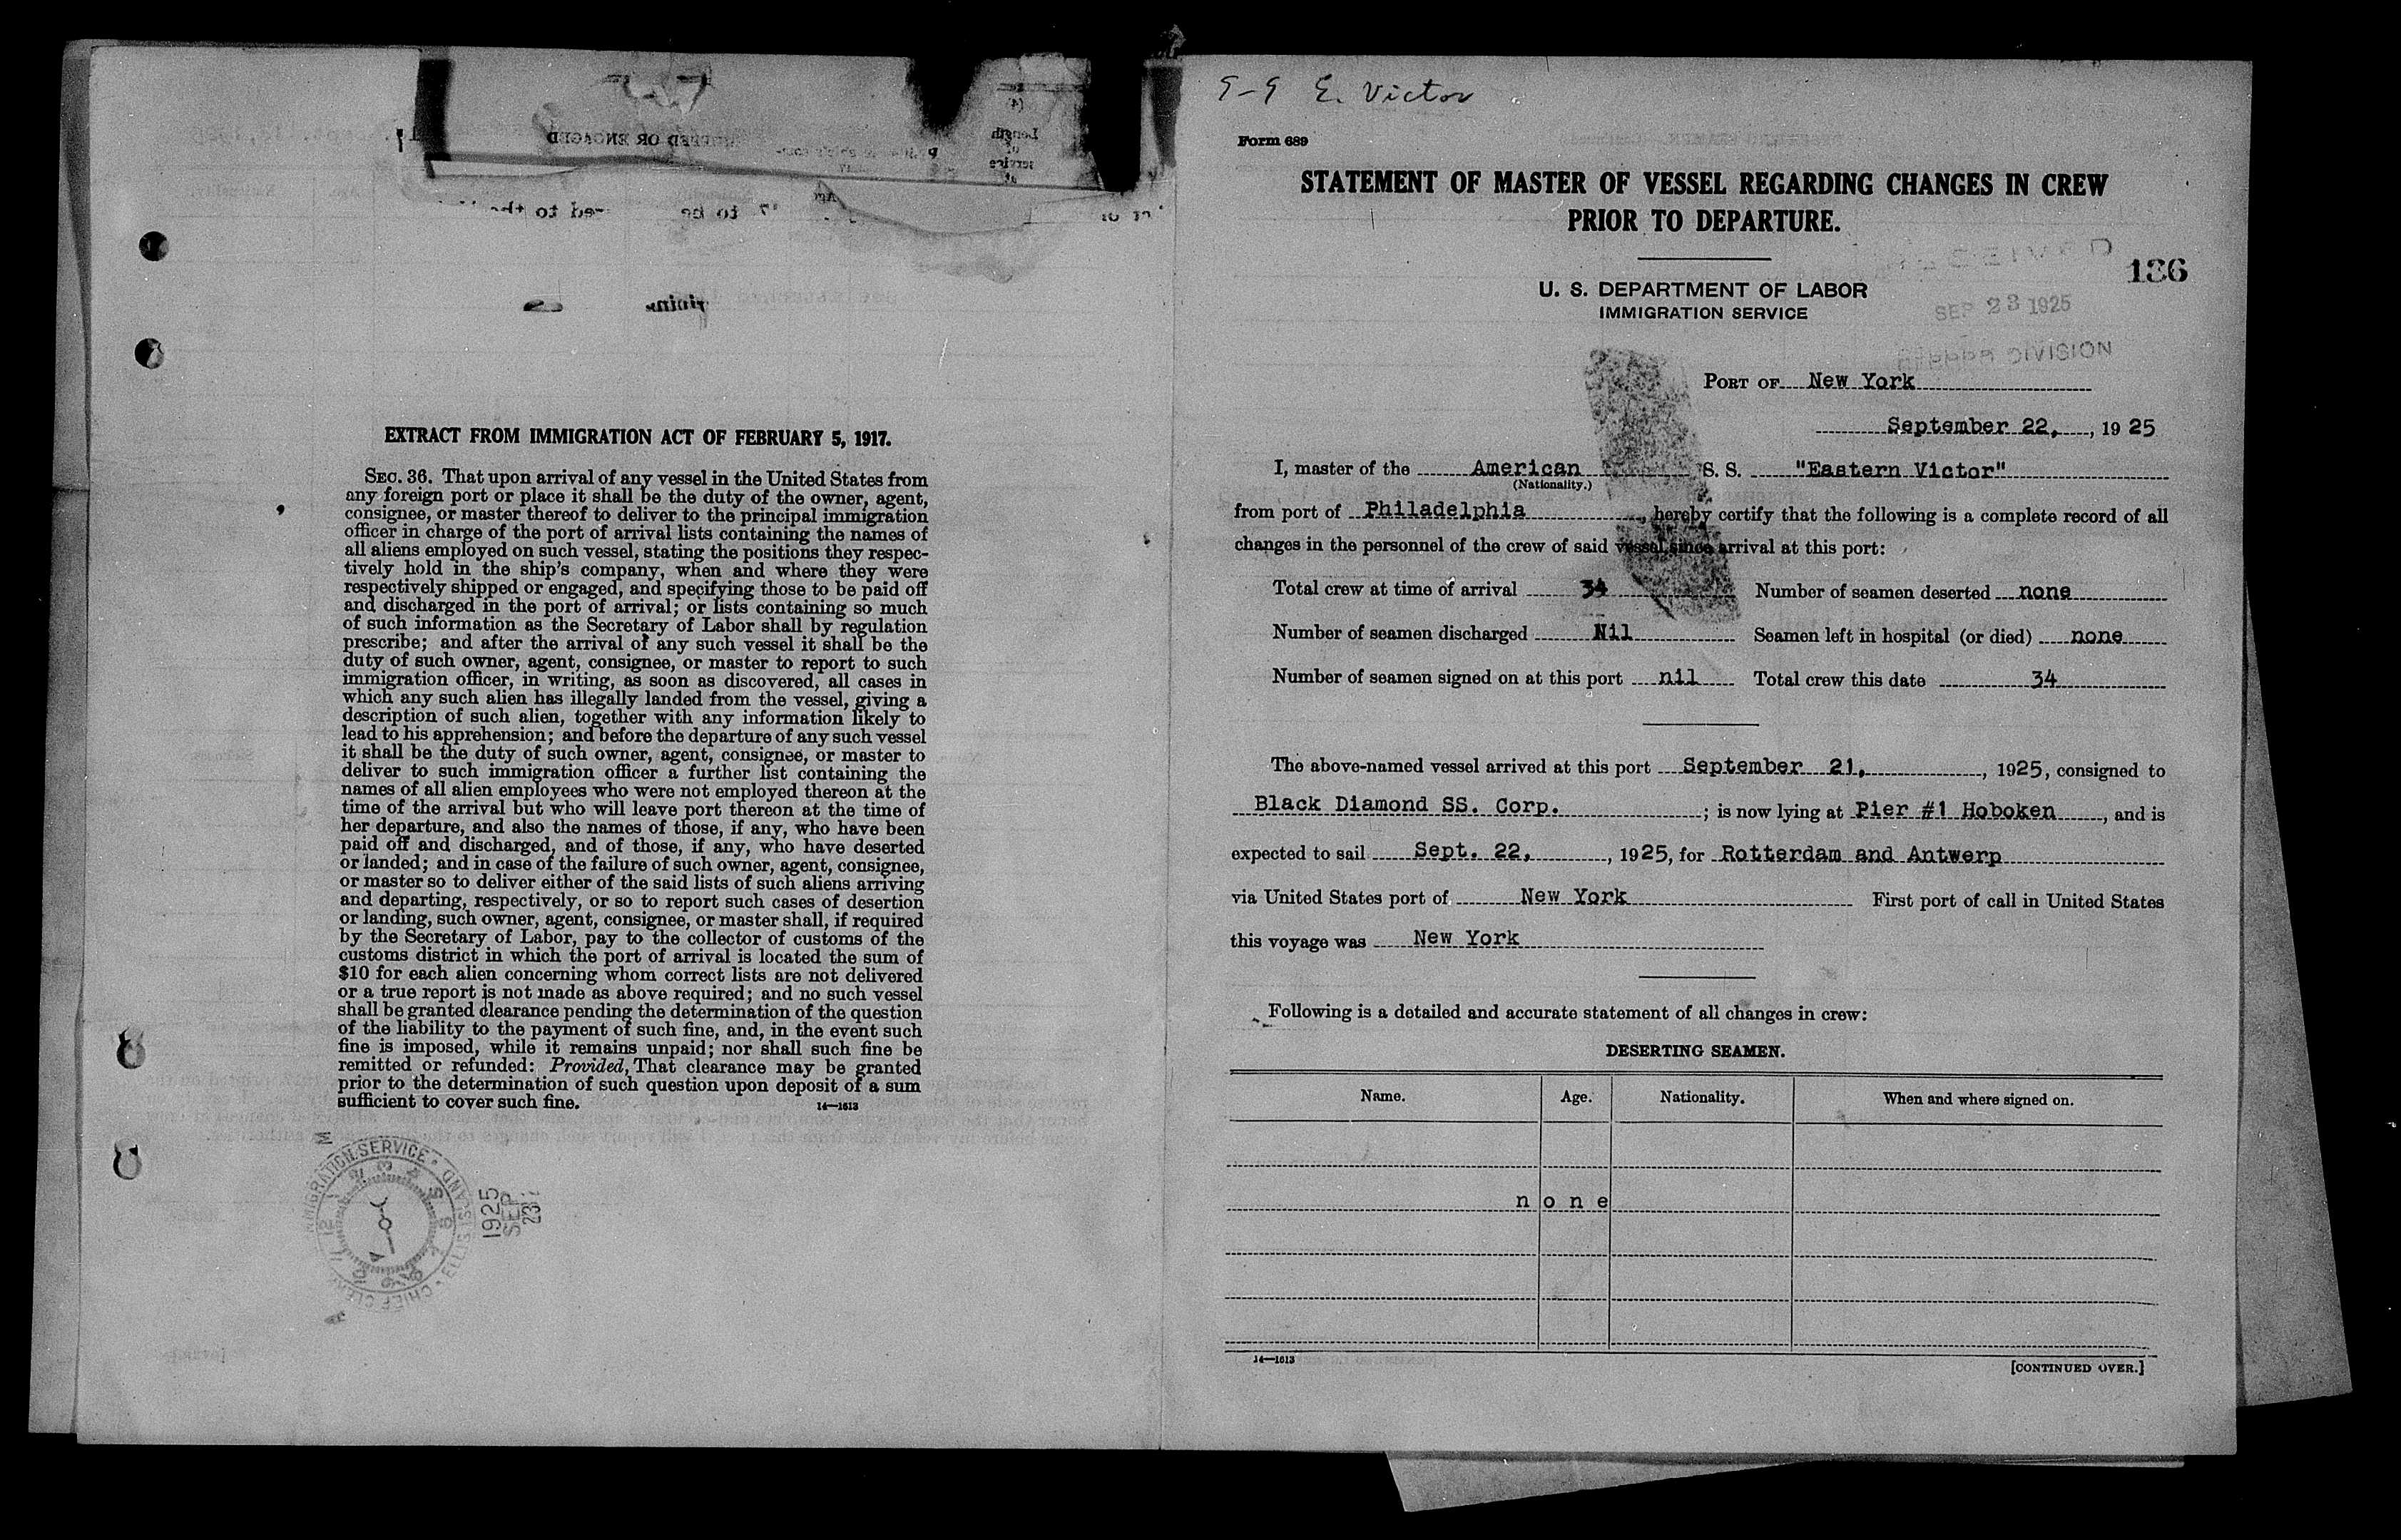 EXTRACT FROM IMMIGRATION ACT OF FEBRUARY 5, 1917.
SEC. 36. That upon arrival of any vessel in the United States from
any foreign port or place it shall be the duty of the owner, agent,
consignee, or master thereof to deliver to the principal immigration
officer in charge of the port of arrival lists containing the names of
all aliens employed on such vessel, stating the positions they respec-
tively hold in the ship's company, when and where they were
respectively shipped or engaged, and specifying those to be paid off
and discharged in the port of arrival; or lists containing so much
of such information as the Secretary of Labor shall by regulation
prescribe; and after the arrival of any such vessel it shall be the
duty of such owner, agent, consignee, or master to report to such
immigration officer, in writing, as soon as discovered, all cases in
which any such alien has illegally landed from the vessel, giving a
description of such alien, together with any information likely to
lead to his apprehension; and before the departure of any such vessel
it shall be the duty of such owner, agent, consignee, or master to
deliver to such immigration officer a further list containing the
names of all alien employees who were not employed thereon at the
time of the arrival but who will leave port thereon at the time of
her departure, and also the names of those, if any, who have been
paid off and discharged, and of those, if any, who have deserted
or landed; and in case of the failure of such owner, agent, consignee,
or master so to deliver either of the said lists of such aliens arriving
and departing, respectively, or so to report such cases of desertion
or landing, such owner, agent, consignee, or master shall, if required
by the Secretary of Labor, pay to the collector of customs of the
customs district in which the port of arrival is located the sum of
$10 for each alien concerning whom correct lists are not delivered
or a true report is not made as above required; and no such vessel
shall be granted clearance pending the determination of the question
of the liability to the payment of such fine, and, in the event such
fine is imposed, while it remains unpaid; nor shall such fine be
remitted or refunded: Provided, That clearance may be granted
prior to the determination of such question upon deposit of a sum
sufficient to cover such fine. 14—1613
IMMIGRATION SERVICE · ELLIS ISLAND · CHIEF CLERK
1925
SEP
23
E. Victor
Form 689
STATEMENT OF MASTER OF VESSEL REGARDING CHANGES IN CREW
PRIOR TO DEPARTURE.
136
U. S. DEPARTMENT OF LABOR
IMMIGRATION SERVICE
RECEIVED
SEP 23 1925
DIVISION
PORT OF New York
September 22, , 1925
I, master of the American S. S. "Eastern Victor"
(Nationality.)
from port of Philadelphia, hereby certify that the following is a complete record of all
changes in the personnel of the crew of said vessel since arrival at this port:
Total crew at time of arrival 34 Number of seamen deserted none
Number of seamen discharged Nil Seamen left in hospital (or died) none
Number of seamen signed on at this port nil Total crew this date 34
The above-named vessel arrived at this port September 21, , 1925, consigned to
Black Diamond SS. Corp. ; is now lying at Pier #1 Hoboken, and is
expected to sail Sept. 22, , 1925, for Rotterdam and Antwerp
via United States port of New York First port of call in United States
this voyage was New York
Following is a detailed and accurate statement of all changes in crew:
DESERTING SEAMEN.
Name. Age. Nationality. When and where signed on.
none
14—1613
[CONTINUED OVER.]